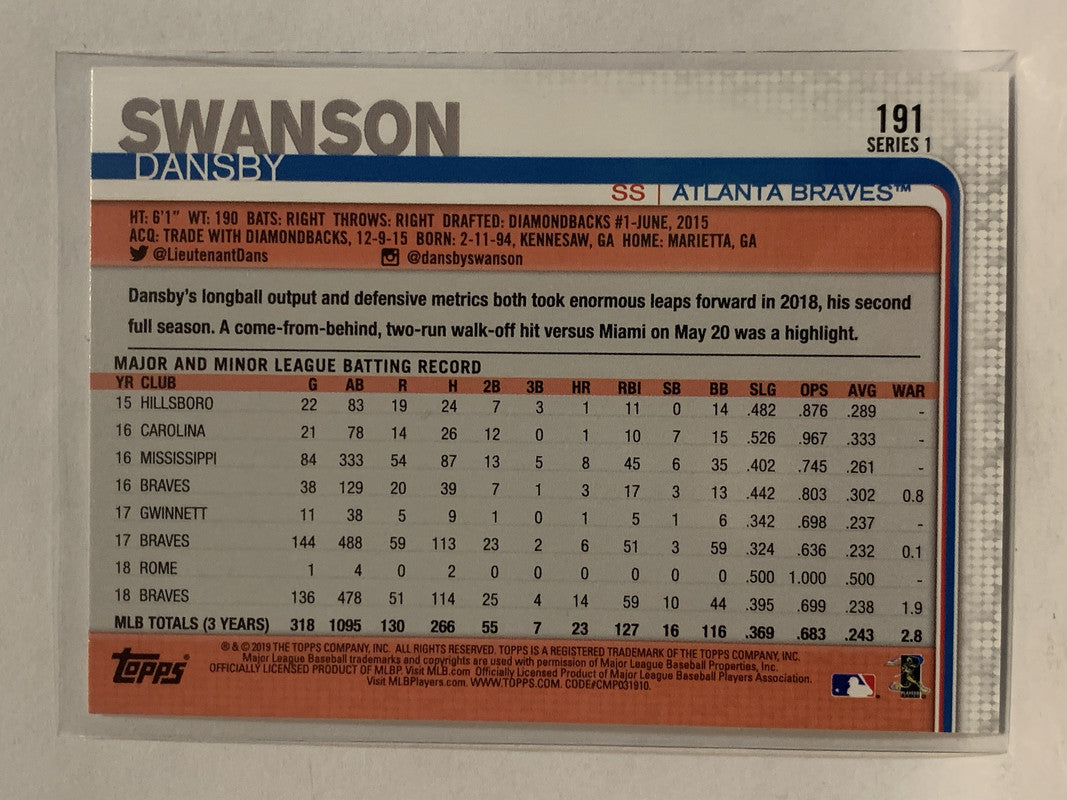 SWANSON
DANSBY
191
SERIES 1
SS | ATLANTA BRAVES™
HT: 6'1" WT: 190 BATS: RIGHT THROWS: RIGHT DRAFTED: DIAMONDBACKS #1-JUNE, 2015
ACQ: TRADE WITH DIAMONDBACKS, 12-9-15 BORN: 2-11-94, KENNESAW, GA HOME: MARIETTA, GA
@LieutenantDans @dansbyswanson
Dansby's longball output and defensive metrics both took enormous leaps forward in 2018, his second
full season. A come-from-behind, two-run walk-off hit versus Miami on May 20 was a highlight.
MAJOR AND MINOR LEAGUE BATTING RECORD
YR CLUB G AB R H 2B 3B HR RBI SB BB SLG OPS AVG WAR
15 HILLSBORO 22 83 19 24 7 3 1 11 0 14 .482 .876 .289 -
16 CAROLINA 21 78 14 26 12 0 1 10 7 15 .526 .967 .333 -
16 MISSISSIPPI 84 333 54 87 13 5 8 45 6 35 .402 .745 .261 -
16 BRAVES 38 129 20 39 7 1 3 17 3 13 .442 .803 .302 0.8
17 GWINNETT 11 38 5 9 1 0 1 5 1 6 .342 .698 .237 -
17 BRAVES 144 488 59 113 23 2 6 51 3 59 .324 .636 .232 0.1
18 ROME 1 4 0 2 0 0 0 0 0 0 .500 1.000 .500 -
18 BRAVES 136 478 51 114 25 4 14 59 10 44 .395 .699 .238 1.9
MLB TOTALS (3 YEARS) 318 1095 130 266 55 7 23 127 16 116 .369 .683 .243 2.8
Topps®
® & © 2019 THE TOPPS COMPANY, INC. ALL RIGHTS RESERVED. TOPPS IS A REGISTERED TRADEMARK OF THE TOPPS COMPANY, INC.
Major League Baseball trademarks and copyrights are used with permission of Major League Baseball Properties, Inc.
OFFICIALLY LICENSED PRODUCT OF MLBP. Visit MLB.com Officially Licensed Product of Major League Baseball Players Association.
Visit MLBPlayers.com. WWW.TOPPS.COM. CODE#CMP031910.